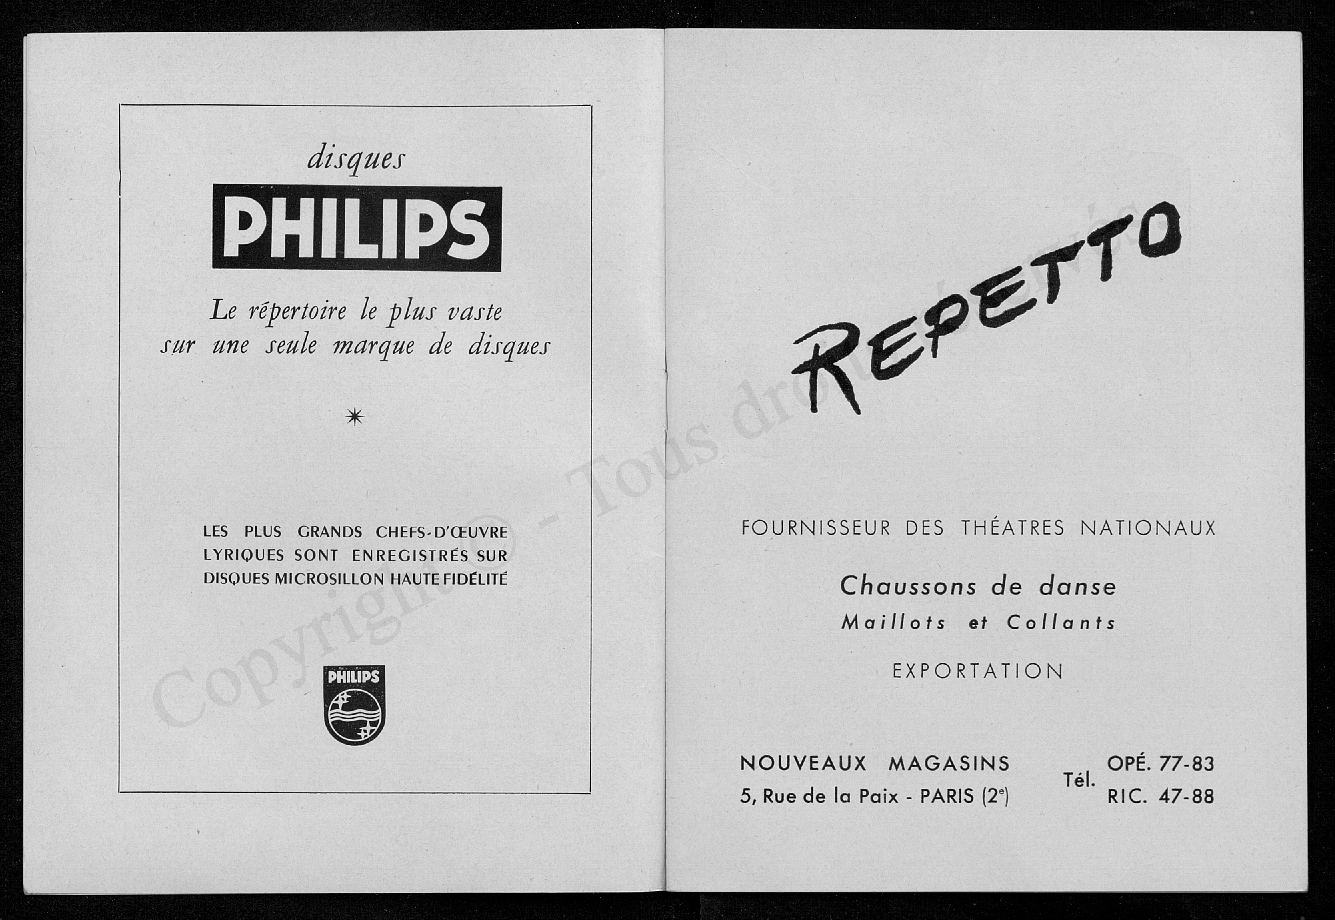 disques
PHILIPS
Le répertoire le plus vaste
sur une seule marque de disques
LES PLUS GRANDS CHEFS-D'ŒUVRE
LYRIQUES SONT ENREGISTRÉS SUR
DISQUES MICROSILLON HAUTE FIDÉLITÉ
PHILIPS
REPETTO
FOURNISSEUR DES THÉATRES NATIONAUX
Chaussons de danse
Maillots et Collants
EXPORTATION
NOUVEAUX MAGASINS
5, Rue de la Paix - PARIS (2e)
Tél.
OPÉ. 77-83
RIC. 47-88
Copyright © - Tous droits réservés